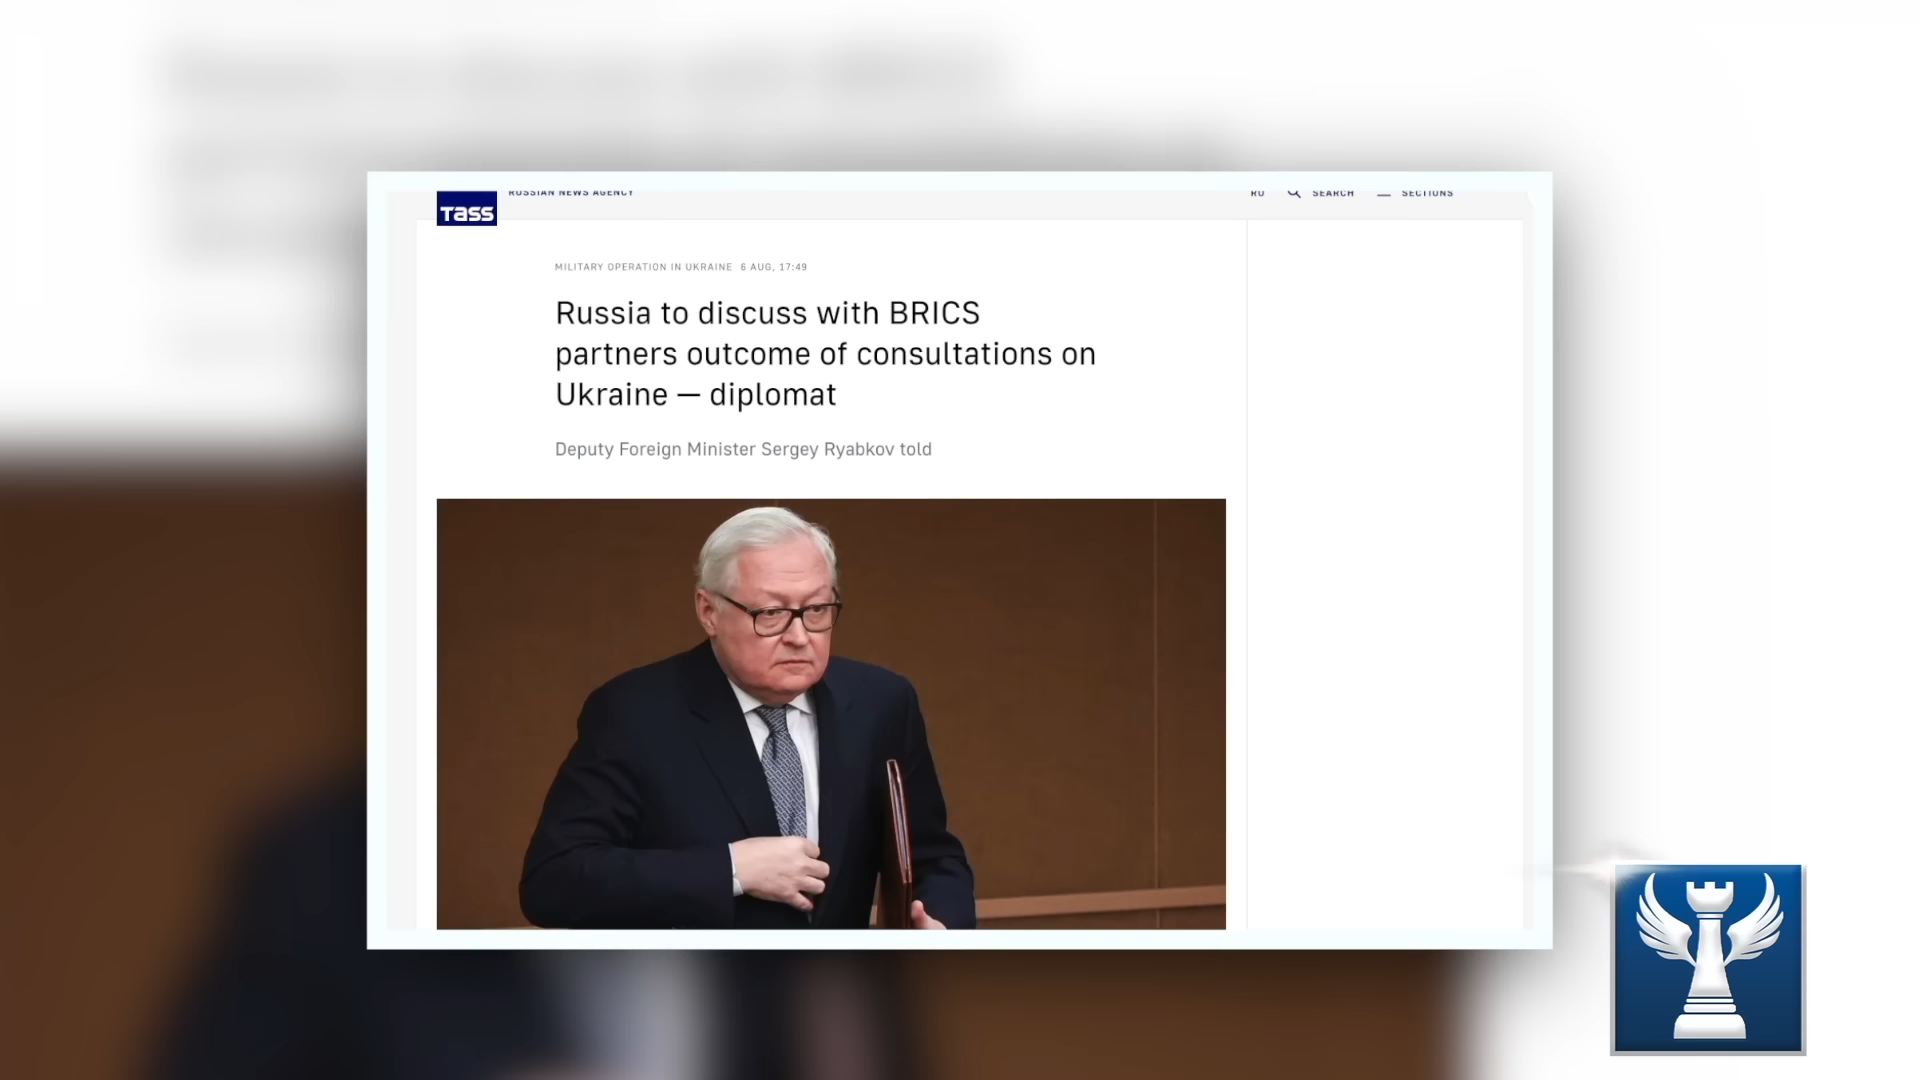 TASS
RUSSIAN NEWS AGENCY
RU SEARCH SECTIONS
MILITARY OPERATION IN UKRAINE 6 AUG, 17:49
Russia to discuss with BRICS
partners outcome of consultations on
Ukraine — diplomat
Deputy Foreign Minister Sergey Ryabkov told